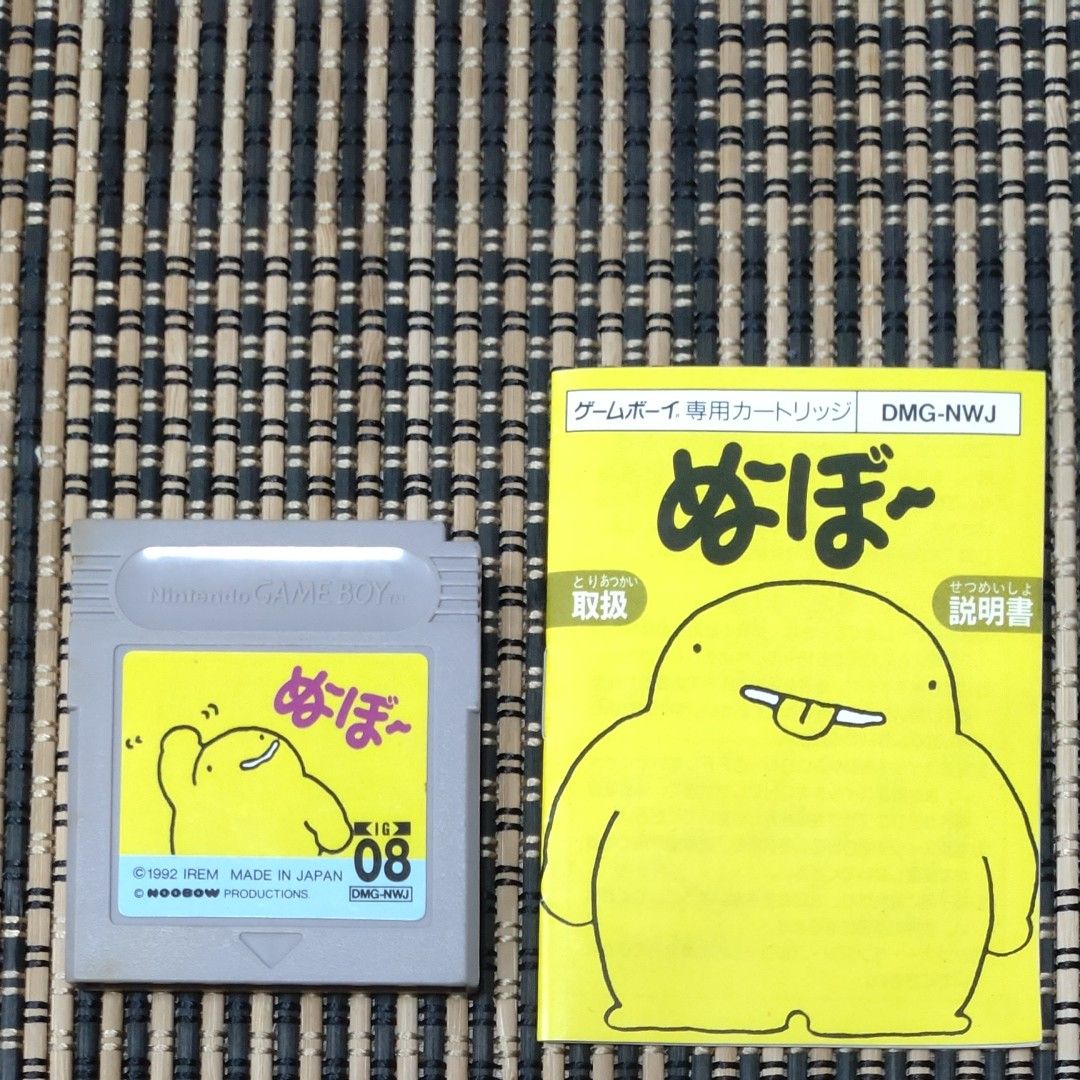 Nintendo GAME BOY TM
ぬ〜ぼ〜
IG
08
©1992 IREM MADE IN JAPAN
© NOOBOW PRODUCTIONS.
DMG-NWJ
ゲームボーイ®専用カートリッジ
DMG-NWJ
ぬ〜ぼ〜
とりあつかい
取扱
せつめいしょ
説明書